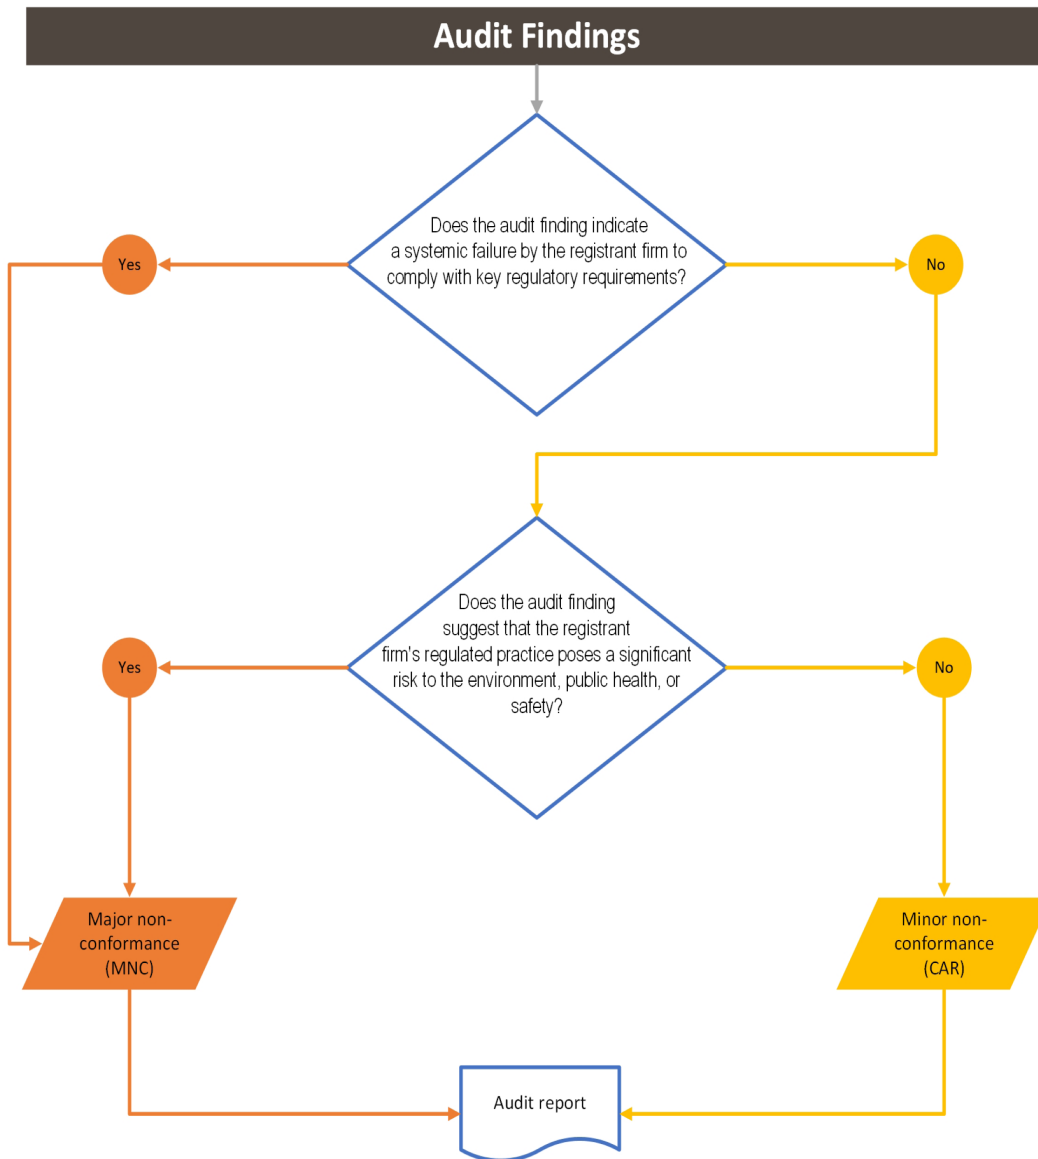 Audit Findings
Does the audit finding indicate
a systemic failure by the registrant firm to
comply with key regulatory requirements?
Yes
No
Does the audit finding
suggest that the registrant
firm's regulated practice poses a significant
risk to the environment, public health, or
safety?
Yes
No
Major non-
conformance
(MNC)
Minor non-
conformance
(CAR)
Audit report